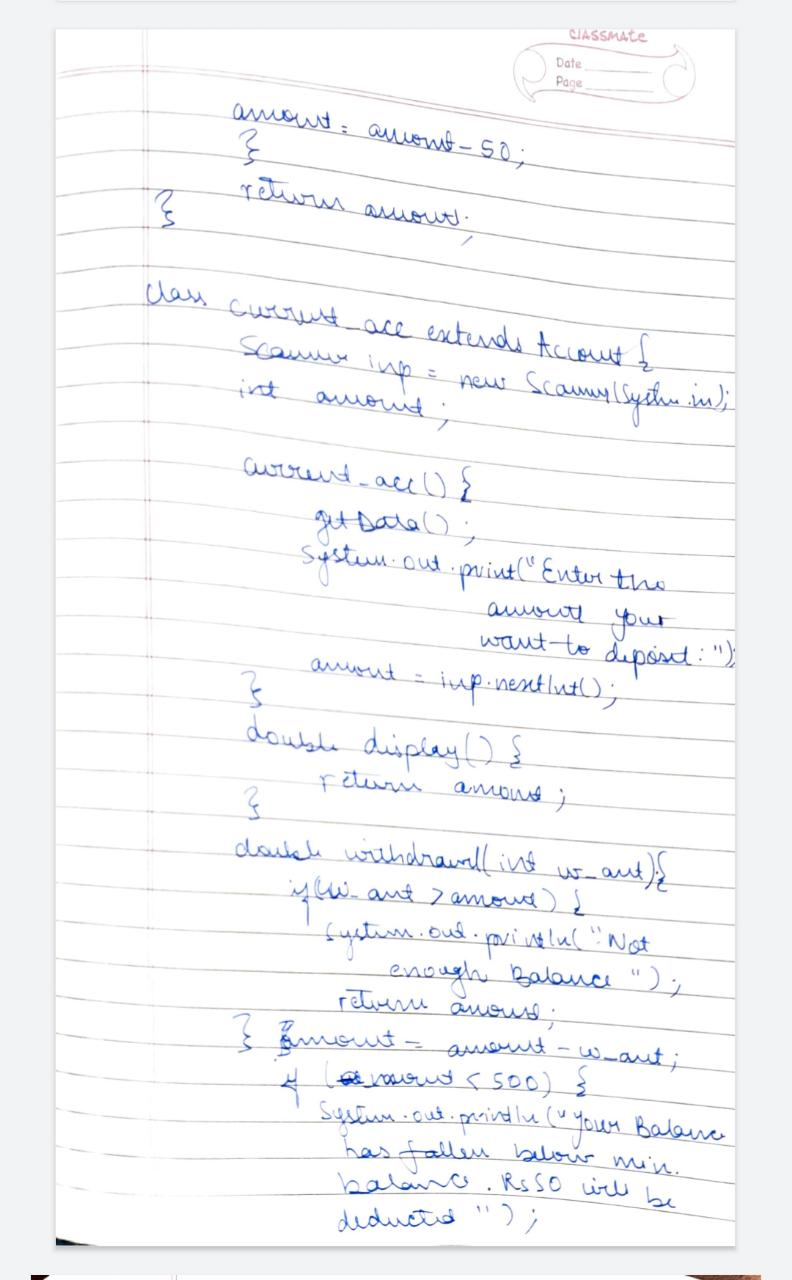 classmate
Date
Page
amount = amount - 50;
}
return amount;
}
class current_acc extends Account {
Scanner inp = new Scanner(System.in);
int amount;
current_acc() {
getData();
System.out.print("Enter the
amount your
want to deposit: ");
amount = inp.nextInt();
}
double display() {
return amount;
}
double withdrawl(int w_amt){
if(w_amt > amount) {
System.out.println("Not
enough Balance ");
return amount;
} }
amount = amount - w_amt;
if (amount < 500) {
System.out.println("your Balance
has fallen below min.
balance. Rs50 will be
deducted ");